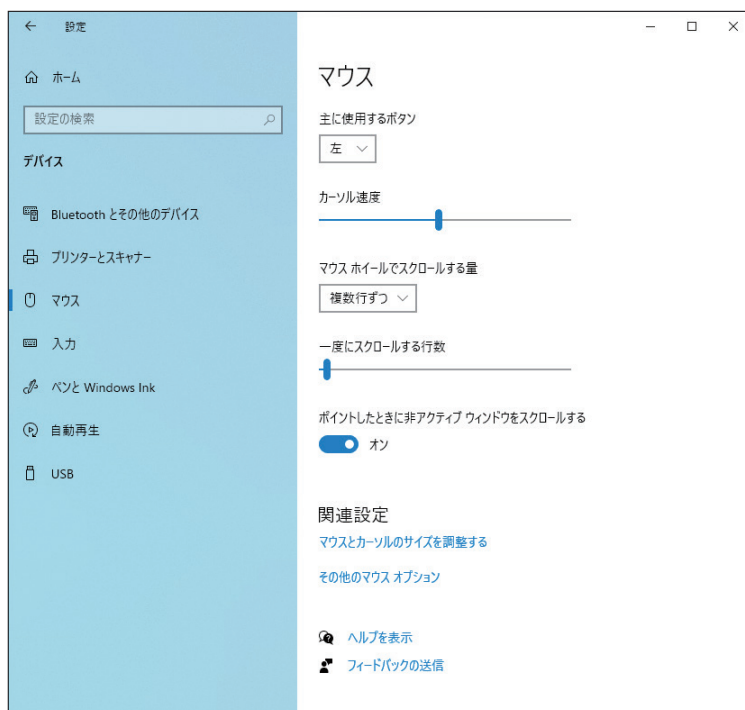 設定
ホーム
設定の検索
デバイス
Bluetooth とその他のデバイス
プリンターとスキャナー
マウス
入力
ペンと Windows Ink
自動再生
USB
マウス
主に使用するボタン
左
カーソル速度
マウス ホイールでスクロールする量
複数行ずつ
一度にスクロールする行数
ポイントしたときに非アクティブ ウィンドウをスクロールする
オン
関連設定
マウスとカーソルのサイズを調整する
その他のマウス オプション
ヘルプを表示
フィードバックの送信